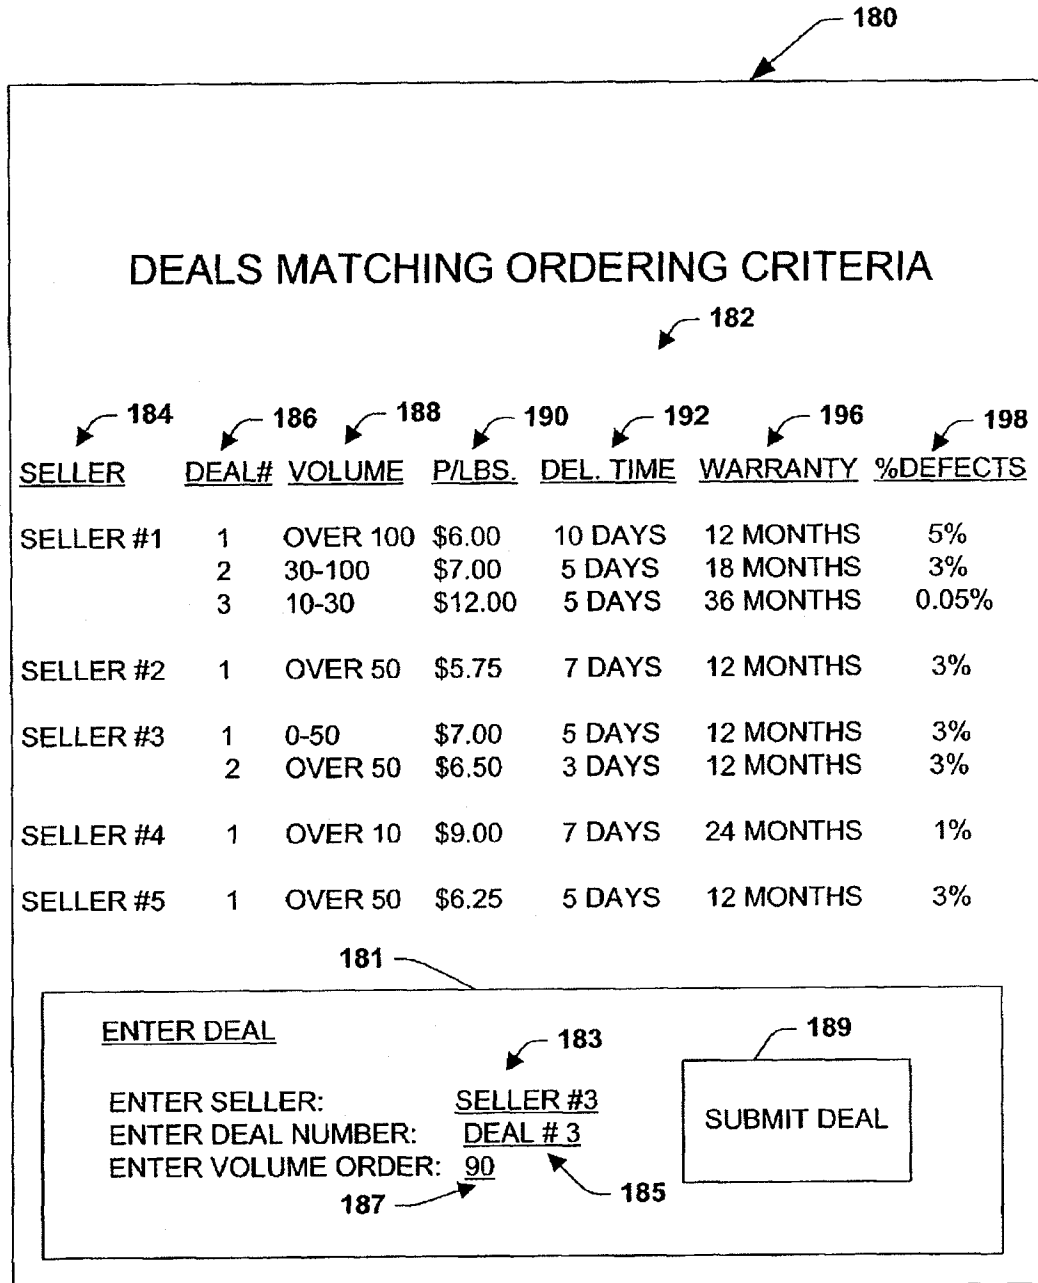 180
DEALS MATCHING ORDERING CRITERIA
182
184 186 188 190 192 196 198
SELLER DEAL# VOLUME P/LBS. DEL. TIME WARRANTY %DEFECTS
SELLER #1 1 OVER 100 $6.00 10 DAYS 12 MONTHS 5%
2 30-100 $7.00 5 DAYS 18 MONTHS 3%
3 10-30 $12.00 5 DAYS 36 MONTHS 0.05%
SELLER #2 1 OVER 50 $5.75 7 DAYS 12 MONTHS 3%
SELLER #3 1 0-50 $7.00 5 DAYS 12 MONTHS 3%
2 OVER 50 $6.50 3 DAYS 12 MONTHS 3%
SELLER #4 1 OVER 10 $9.00 7 DAYS 24 MONTHS 1%
SELLER #5 1 OVER 50 $6.25 5 DAYS 12 MONTHS 3%
181
ENTER DEAL
183
189
ENTER SELLER: SELLER #3
ENTER DEAL NUMBER: DEAL # 3
ENTER VOLUME ORDER: 90
SUBMIT DEAL
187
185